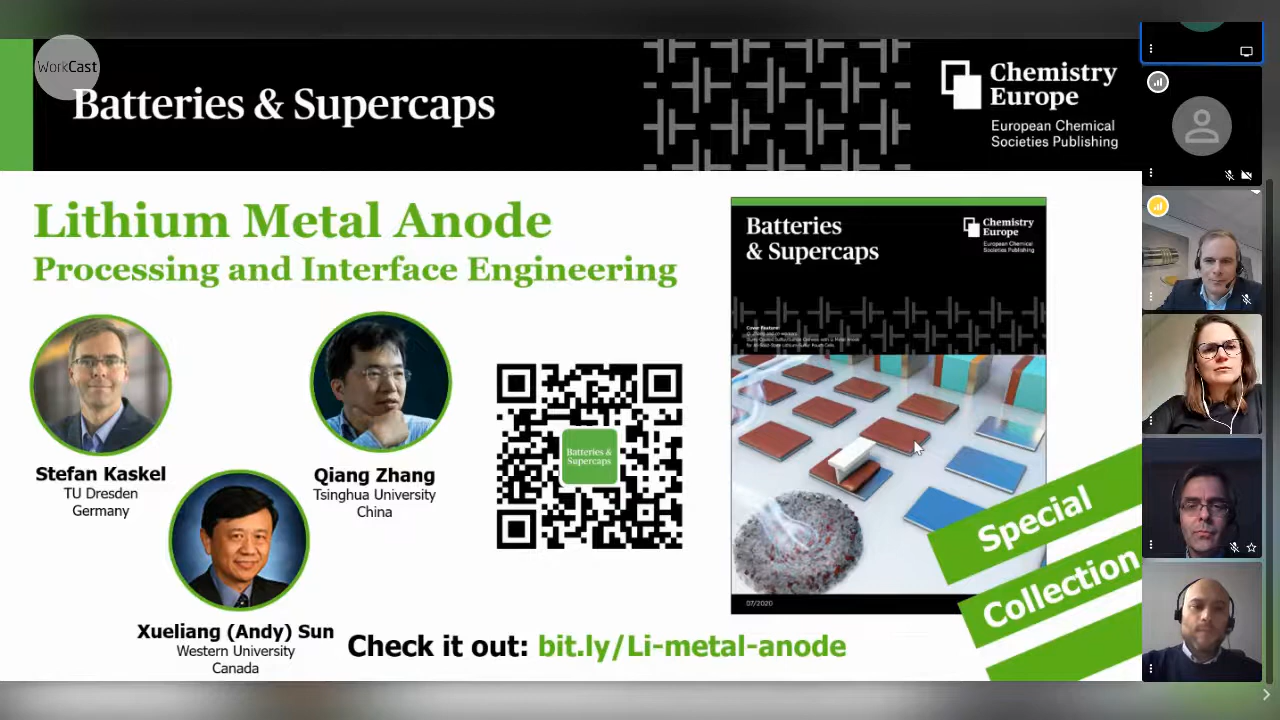 WorkCast
Batteries & Supercaps
Chemistry
Europe
European Chemical
Societies Publishing
Lithium Metal Anode
Processing and Interface Engineering
Stefan Kaskel
TU Dresden
Germany
Qiang Zhang
Tsinghua University
China
Xueliang (Andy) Sun
Western University
Canada
Batteries &
Supercaps
Batteries
& Supercaps
Chemistry
Europe
European Chemical
Societies Publishing
Cover Feature:
07/2020
Special
Collection
Check it out: bit.ly/Li-metal-anode